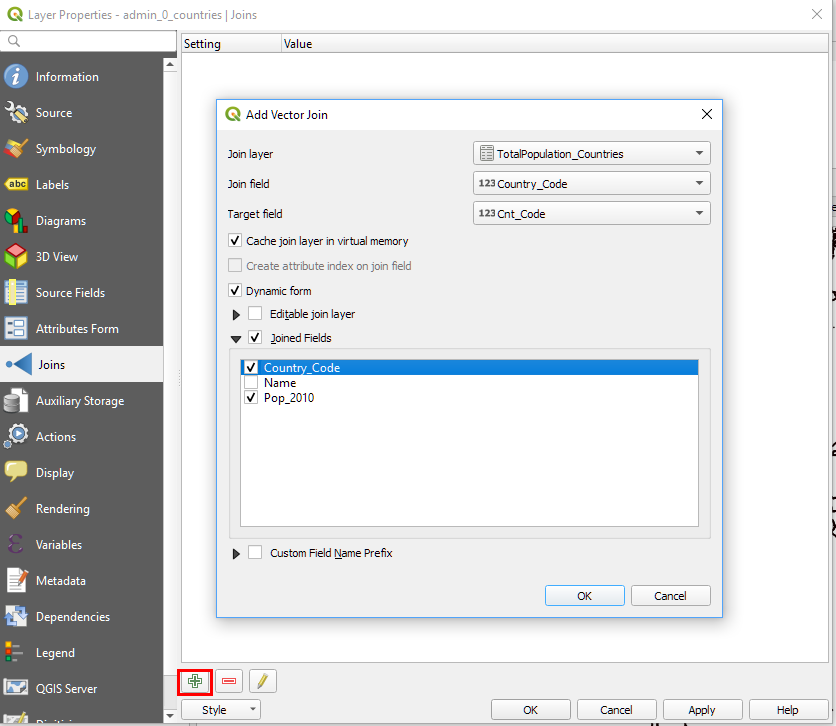 Layer Properties - admin_0_countries | Joins
Setting Value
Information
Source
Symbology
abc Labels
Diagrams
3D View
Source Fields
Attributes Form
Joins
Auxiliary Storage
Actions
Display
Rendering
Variables
Metadata
Dependencies
Legend
QGIS Server
Add Vector Join
Join layer TotalPopulation_Countries
Join field 123 Country_Code
Target field 123 Cnt_Code
Cache join layer in virtual memory
Create attribute index on join field
Dynamic form
Editable join layer
Joined Fields
Country_Code
Name
Pop_2010
Custom Field Name Prefix
OK Cancel
Style OK Cancel Apply Help